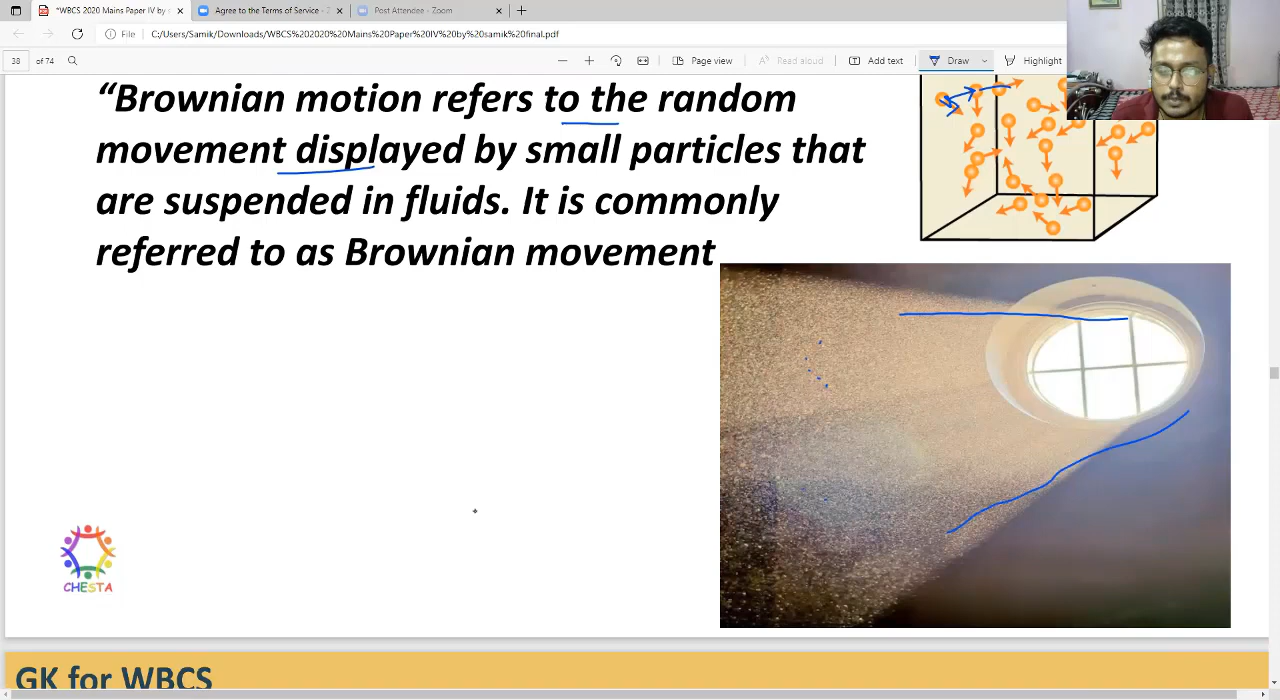 "WBCS 2020 Mains Paper IV by s
Agree to the Terms of Service - Z
Post Attendee - Zoom
File
C:/Users/Samik/Downloads/WBCS%202020%20Mains%20Paper%20IV%20by%20samik%20final.pdf
38 of 74
Page view
Read aloud
Add text
Draw
Highlight
“Brownian motion refers to the random
movement displayed by small particles that
are suspended in fluids. It is commonly
referred to as Brownian movement
CHESTA
GK for WBCS